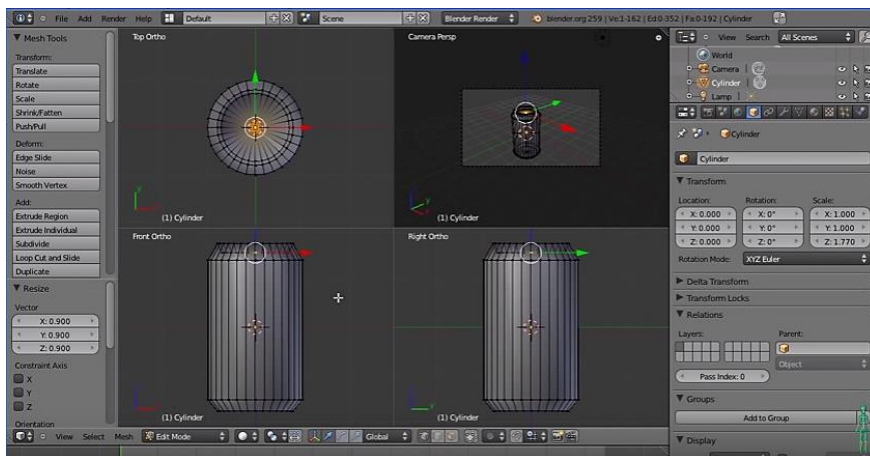 File Add Render Help Default Scene Blender Render blender.org 259 | Ve:1-162 | Ed:0-352 | Fa:0-192 | Cylinder
Mesh Tools
Transform:
Translate
Rotate
Scale
Shrink/Fatten
Push/Pull
Deform:
Edge Slide
Noise
Smooth Vertex
Add:
Extrude Region
Extrude Individual
Subdivide
Loop Cut and Slide
Duplicate
Resize
Vector
X: 0.900
Y: 0.900
Z: 0.900
Constraint Axis
X
Y
Z
Orientation
Top Ortho
(1) Cylinder
Camera Persp
(1) Cylinder
Front Ortho
(1) Cylinder
Right Ortho
(1) Cylinder
View Select Mesh Edit Mode Global
View Search All Scenes
World
Camera
Cylinder
Lamp
Cylinder
Cylinder
Transform
Location: Rotation: Scale:
X: 0.000 X: 0° X: 1.000
Y: 0.000 Y: 0° Y: 1.000
Z: 0.000 Z: 0° Z: 1.770
Rotation Mode: XYZ Euler
Delta Transform
Transform Locks
Relations
Layers: Parent:
Object
Pass Index: 0
Groups
Add to Group
Display